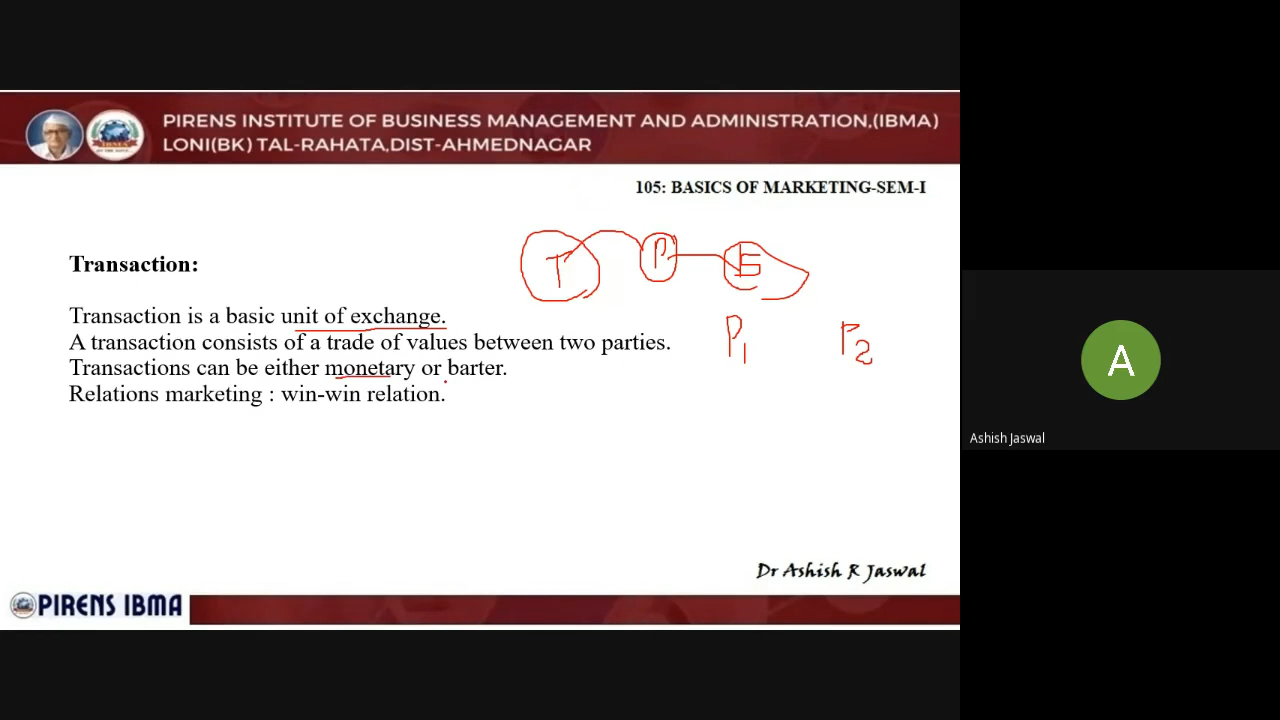 PIRENS INSTITUTE OF BUSINESS MANAGEMENT AND ADMINISTRATION,(IBMA)
LONI(BK) TAL-RAHATA,DIST-AHMEDNAGAR
105: BASICS OF MARKETING-SEM-I
T P E
Transaction:
Transaction is a basic unit of exchange.
P1 P2
A transaction consists of a trade of values between two parties.
Transactions can be either monetary or barter.
Relations marketing : win-win relation.
A
Ashish Jaswal
Dr Ashish R Jaswal
PIRENS IBMA